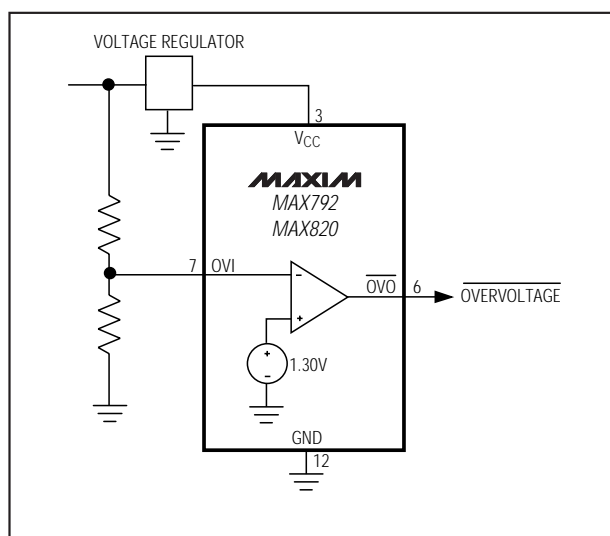 VOLTAGE REGULATOR
3
VCC
MAXIM
MAX792
MAX820
7 OVI
-
+
OVO 6 OVERVOLTAGE
+
-
1.30V
GND
12